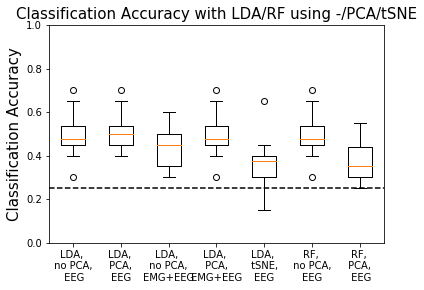 Classification Accuracy with LDA/RF using -/PCA/tSNE
Classification Accuracy
1.0
0.8
0.6
0.4
0.2
0.0
LDA,
no PCA,
EEG
LDA,
PCA,
EEG
LDA,
no PCA,
EMG+EEG
LDA,
PCA,
EMG+EEG
LDA,
tSNE,
EEG
RF,
no PCA,
EEG
RF,
PCA,
EEG